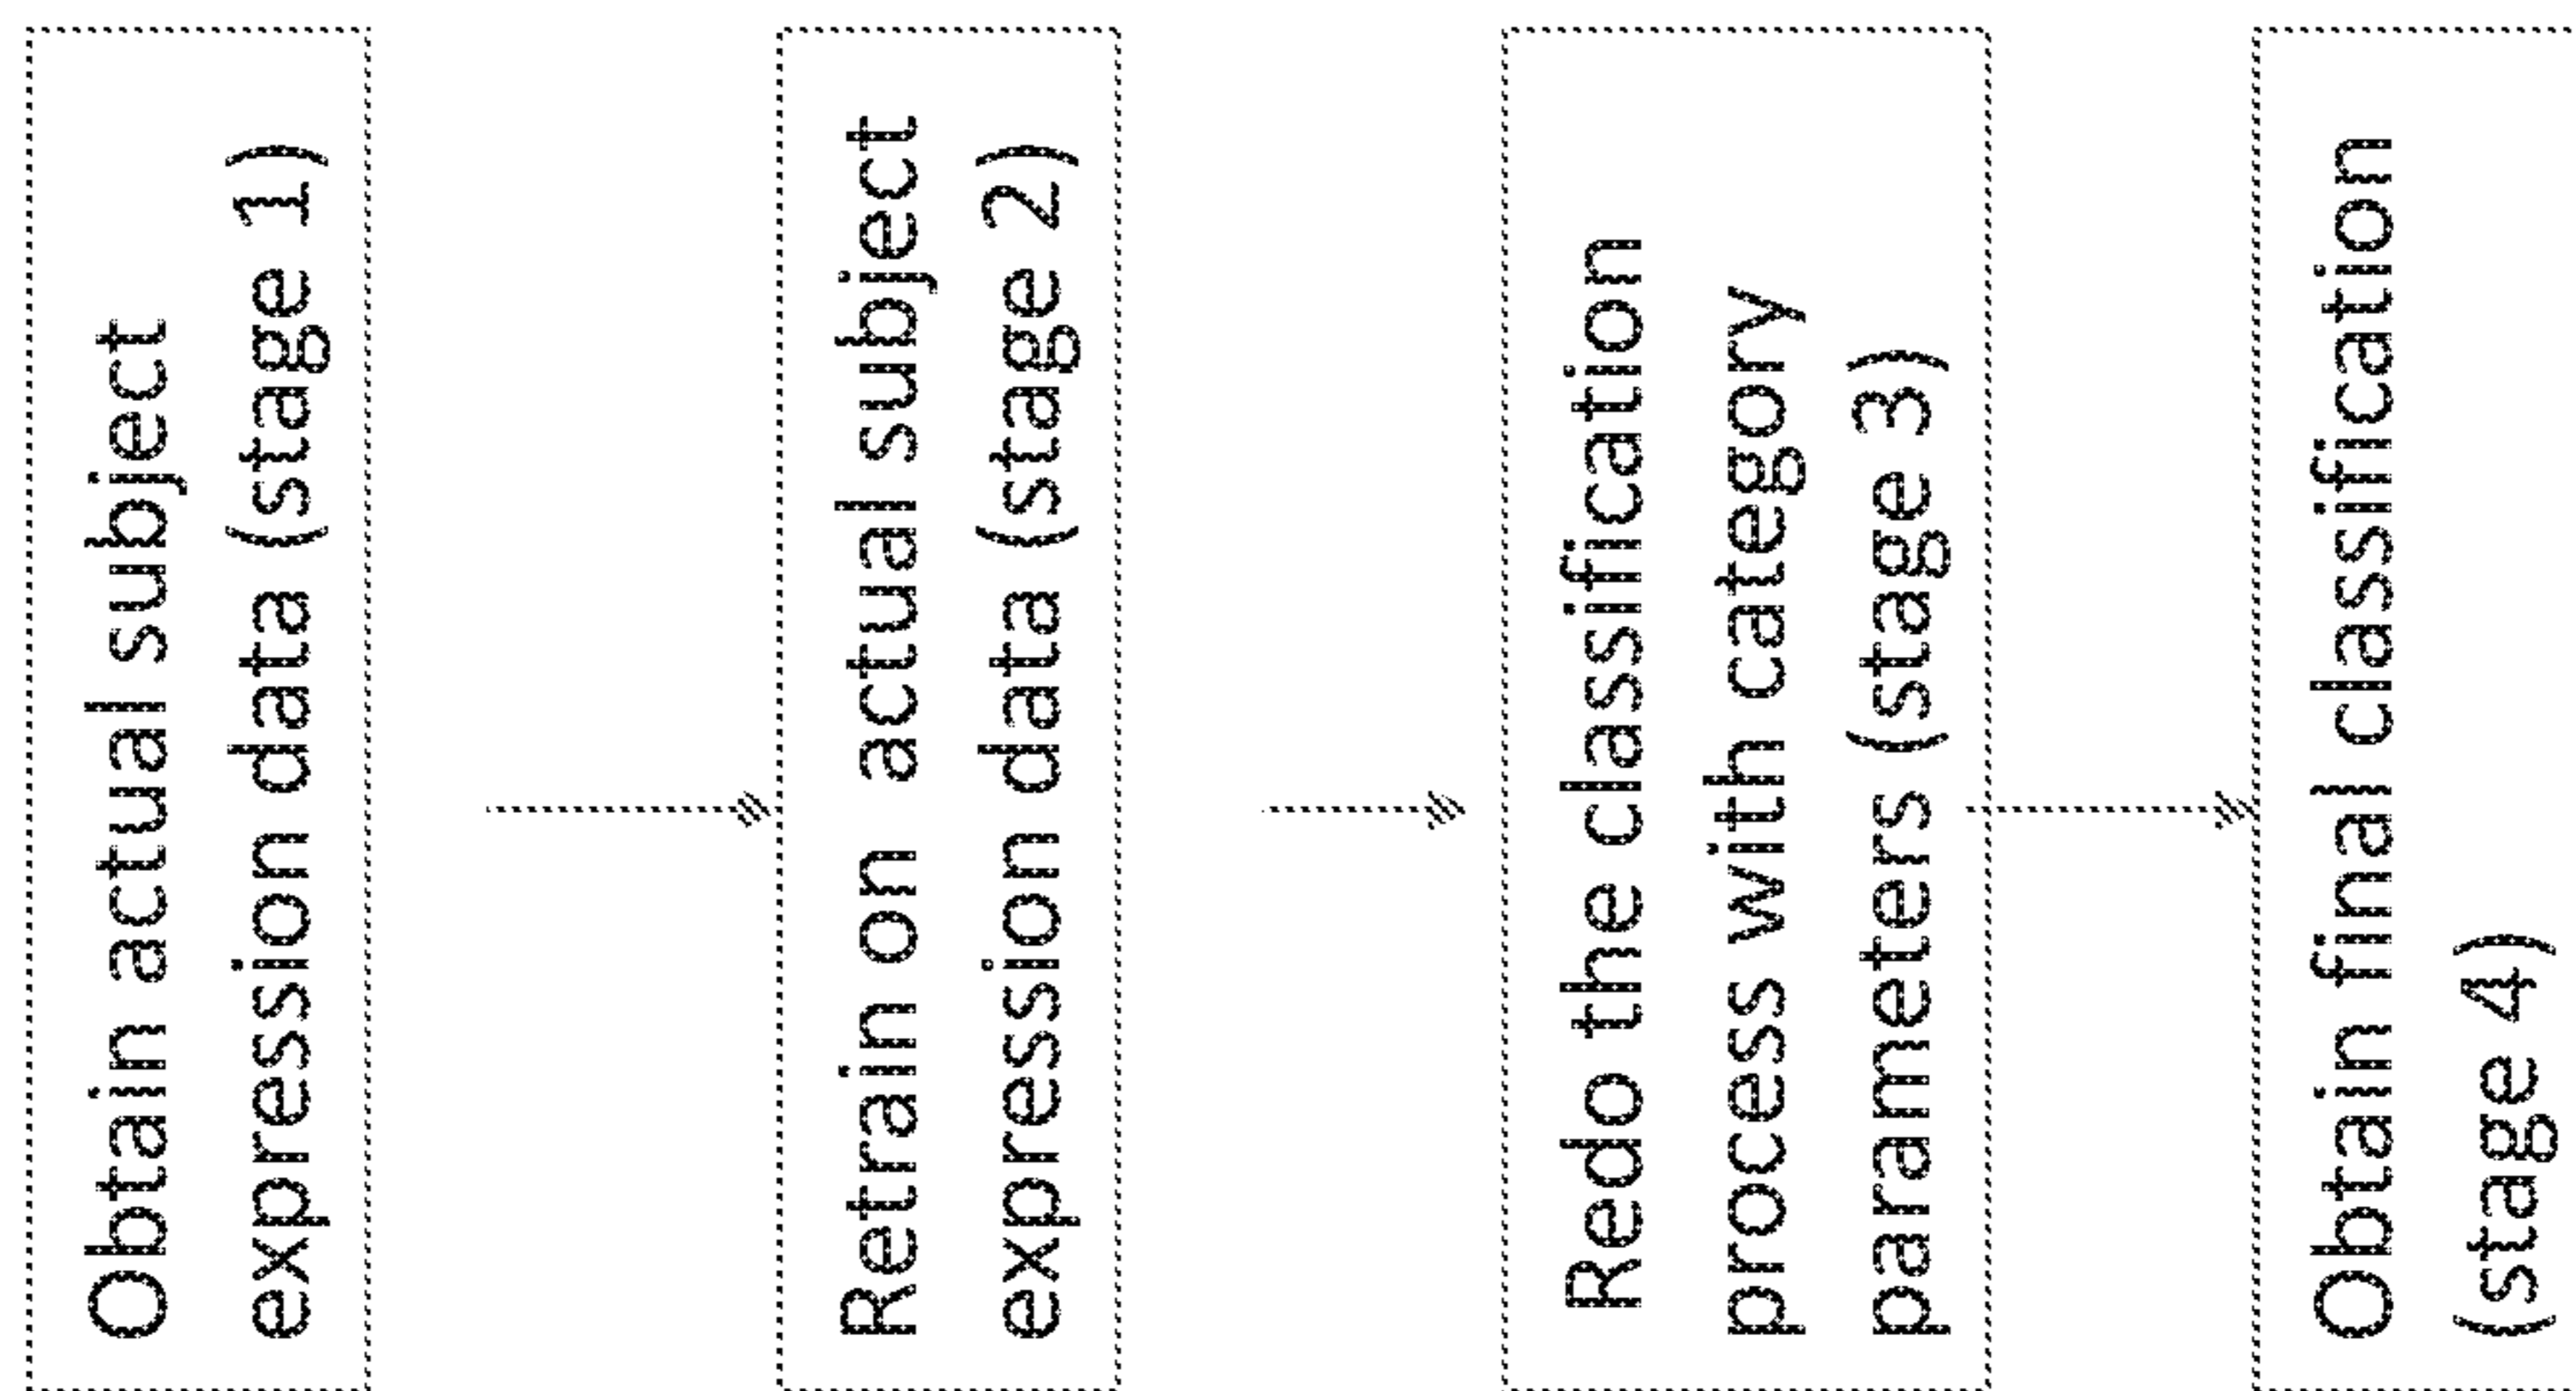 Obtain actual subject
expression data (stage 1)
Retrain on actual subject
expression data (stage 2)
Redo the classification
process with category
parameters (stage 3)
Obtain final classification
(stage 4)